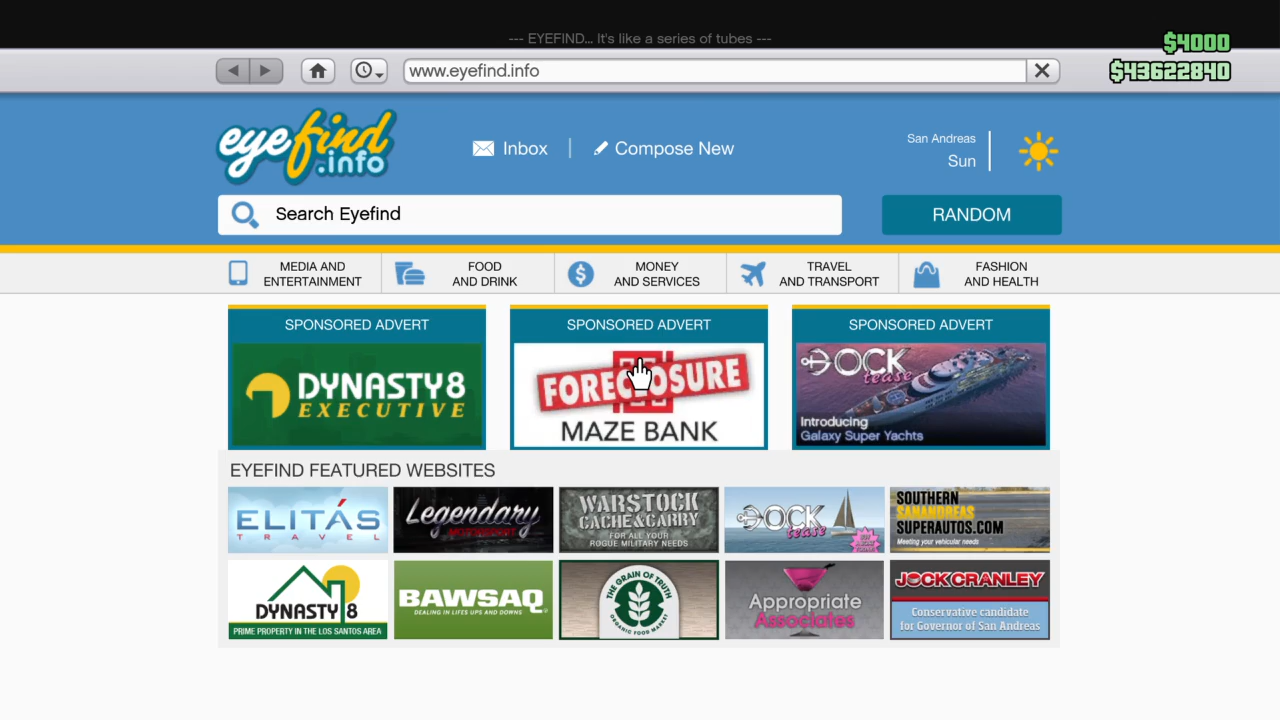 --- EYEFIND... It's like a series of tubes ---
$4000
www.eyefind.info
$43622840
eyefind
.info
Inbox
Compose New
San Andreas
Sun
Search Eyefind
RANDOM
MEDIA AND
ENTERTAINMENT
FOOD
AND DRINK
MONEY
AND SERVICES
TRAVEL
AND TRANSPORT
FASHION
AND HEALTH
SPONSORED ADVERT
DYNASTY8
EXECUTIVE
SPONSORED ADVERT
FORECLOSURE
MAZE BANK
SPONSORED ADVERT
DOCK
tease
Introducing
Galaxy Super Yachts
EYEFIND FEATURED WEBSITES
ELITÁS
TRAVEL
Legendary
MOTORSPORT
WARSTOCK
CACHE&CARRY
FOR ALL YOUR
ROGUE MILITARY NEEDS
DOCK
tease
SOUTHERN
SANANDREAS
SUPERAUTOS.COM
Meeting your vehicular needs
DYNASTY 8
PRIME PROPERTY IN THE LOS SANTOS AREA
BAWSAQ
DEALING IN LIFES UPS AND DOWNS
THE GRAIN OF TRUTH
ORGANIC FOOD MARKET
Appropriate
Associates
JOCK CRANLEY
Conservative candidate
for Governor of San Andreas